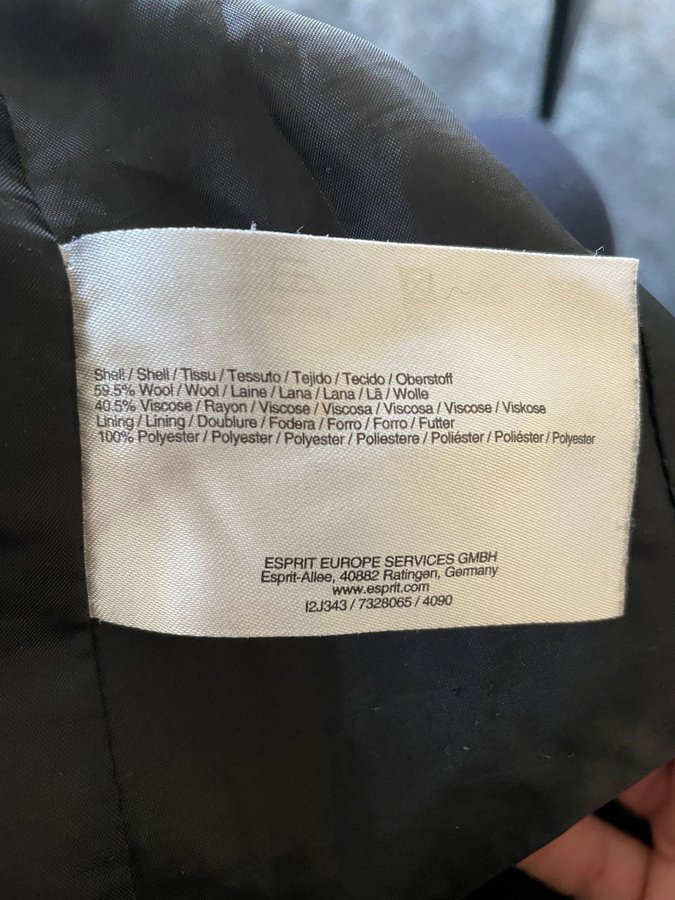 Shell / Shell / Tissu / Tessuto / Tejido / Tecido / Oberstoff
59.5% Wool / Wool / Laine / Lana / Lana / Lã / Wolle
40.5% Viscose / Rayon / Viscose / Viscosa / Viscosa / Viscose / Viskose
Lining / Lining / Doublure / Fodera / Forro / Forro / Futter
100% Polyester / Polyester / Polyester / Poliestere / Poliéster / Poliéster / Polyester
ESPRIT EUROPE SERVICES GMBH
Esprit-Allee, 40882 Ratingen, Germany
www.esprit.com
I2J343 / 7328065 / 4090